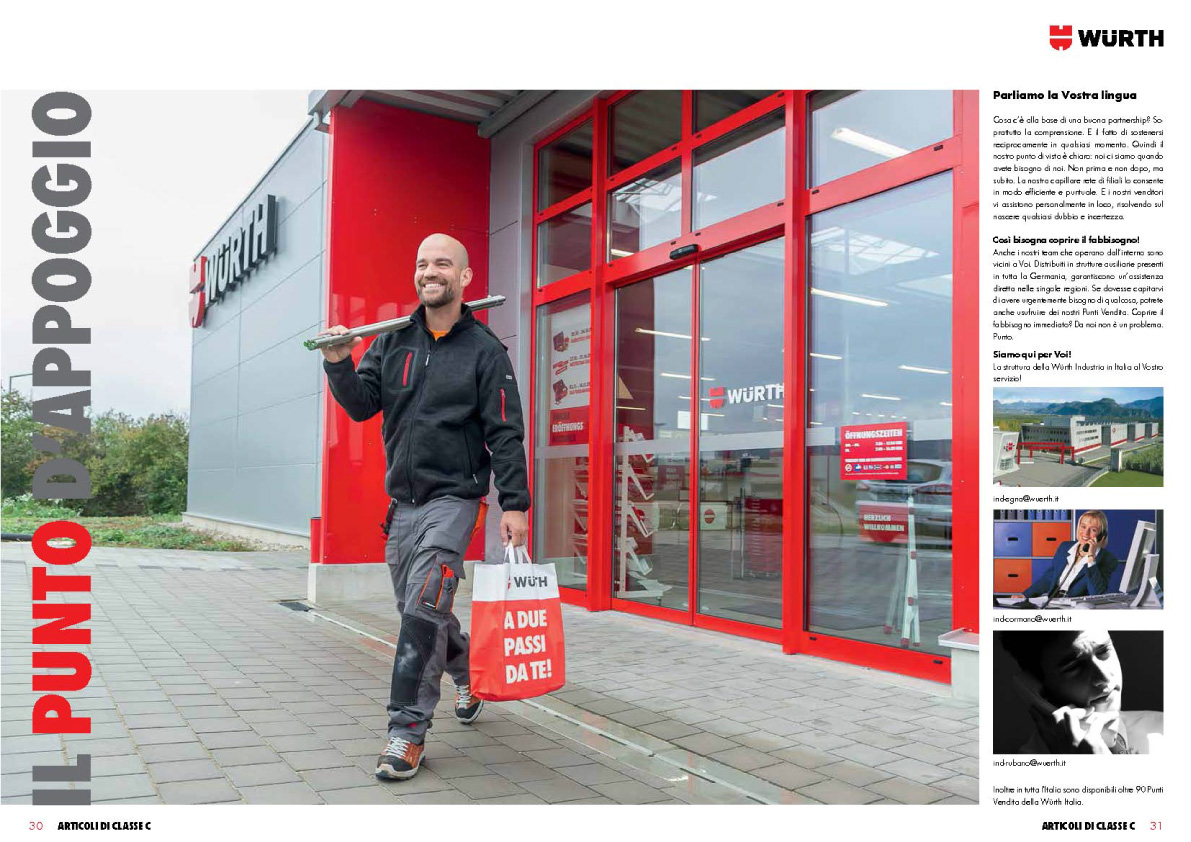 WÜRTH
IL PUNTO D'APPOGGIO
WÜRTH
WÜRTH
ERÖFFNUNGS
ÖFFNUNGSZEITEN
HERZLICH
WILLKOMMEN
WÜRTH
A DUE
PASSI
DA TE!
Parliamo la Vostra lingua
Cosa c'è alla base di una buona partnership? So-
prattutto la comprensione. E il fatto di sostenersi
reciprocamente in qualsiasi momento. Quindi il
nostro punto di vista è chiaro: noi ci siamo quando
avete bisogno di noi. Non prima e non dopo, ma
subito. La nostra capillare rete di filiali lo consente
in modo efficiente e puntuale. E i nostri venditori
vi assistono personalmente in loco, risolvendo sul
nascere qualsiasi dubbio e incertezza.
Così bisogna coprire il fabbisogno!
Anche i nostri team che operano dall'interno sono
vicini a Voi. Distribuiti in strutture ausiliarie presenti
in tutta la Germania, garantiscono un'assistenza
diretta nelle singole regioni. Se dovesse capitarvi
di avere urgentemente bisogno di qualcosa, potrete
anche usufruire dei nostri Punti Vendita. Coprire il
fabbisogno immediato? Da noi non è un problema.
Punto.
Siamo qui per Voi!
La struttura della Würth Industria in Italia al Vostro
servizio!
ind-egna@wuerth.it
ind-cormano@wuerth.it
ind-rubano@wuerth.it
Inoltre in tutta l'Italia sono disponibili oltre 90 Punti
Vendita della Würth Italia.
30 ARTICOLI DI CLASSE C
ARTICOLI DI CLASSE C 31